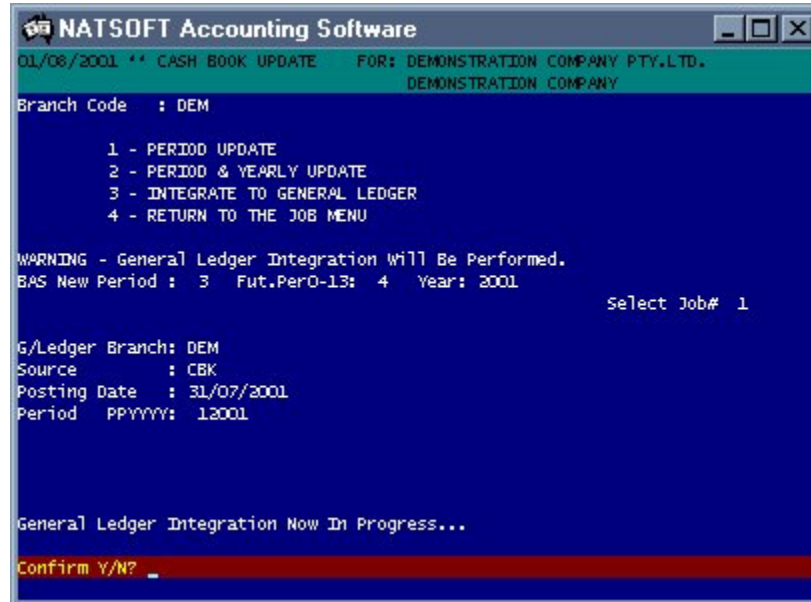 NATSOFT Accounting Software
01/08/2001 ** CASH BOOK UPDATE FOR: DEMONSTRATION COMPANY PTY.LTD.
DEMONSTRATION COMPANY
Branch Code : DEM
1 - PERIOD UPDATE
2 - PERIOD & YEARLY UPDATE
3 - INTEGRATE TO GENERAL LEDGER
4 - RETURN TO THE JOB MENU
WARNING - General Ledger Integration Will Be Performed.
BAS New Period : 3 Fut.Per0-13: 4 Year: 2001
Select Job# 1
G/Ledger Branch: DEM
Source : CBK
Posting Date : 31/07/2001
Period PPYYYY: 12001
General Ledger Integration Now In Progress...
Confirm Y/N? _